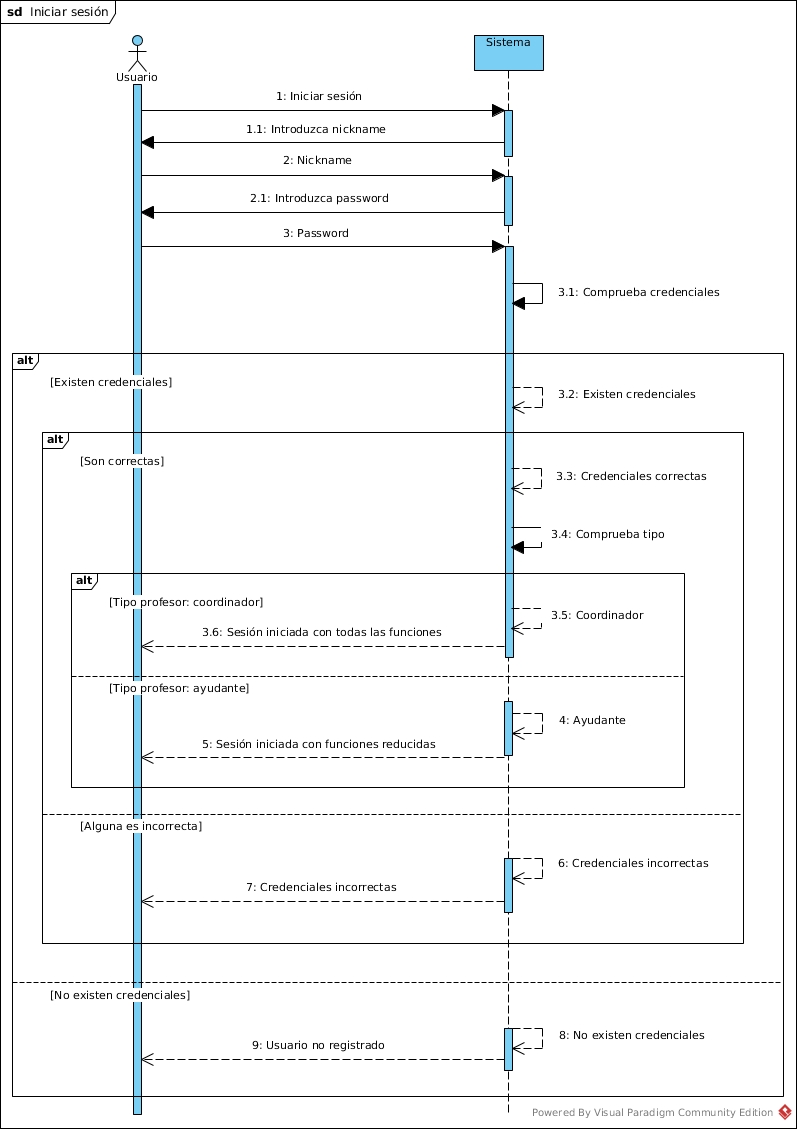 sd Iniciar sesión
Sistema
Usuario
1: Iniciar sesión
1.1: Introduzca nickname
2: Nickname
2.1: Introduzca password
3: Password
3.1: Comprueba credenciales
alt
[Existen credenciales]
3.2: Existen credenciales
alt
[Son correctas]
3.3: Credenciales correctas
3.4: Comprueba tipo
alt
[Tipo profesor: coordinador]
3.5: Coordinador
3.6: Sesión iniciada con todas las funciones
[Tipo profesor: ayudante]
4: Ayudante
5: Sesión iniciada con funciones reducidas
[Alguna es incorrecta]
6: Credenciales incorrectas
7: Credenciales incorrectas
[No existen credenciales]
8: No existen credenciales
9: Usuario no registrado
Powered By Visual Paradigm Community Edition